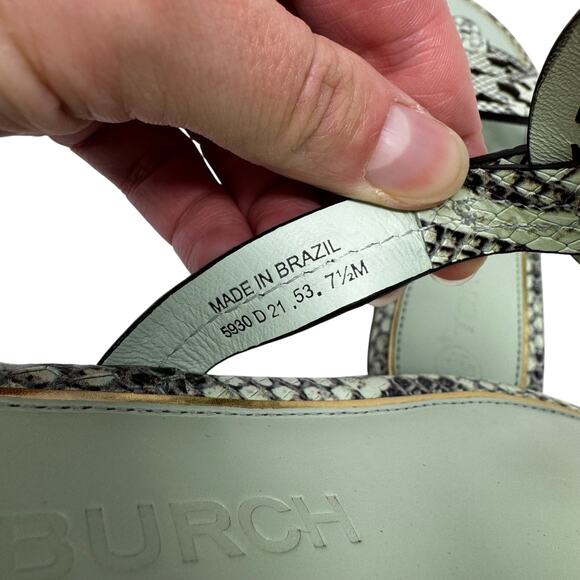 MADE IN BRAZIL
5930 D 21 .53. 7½M
BURCH